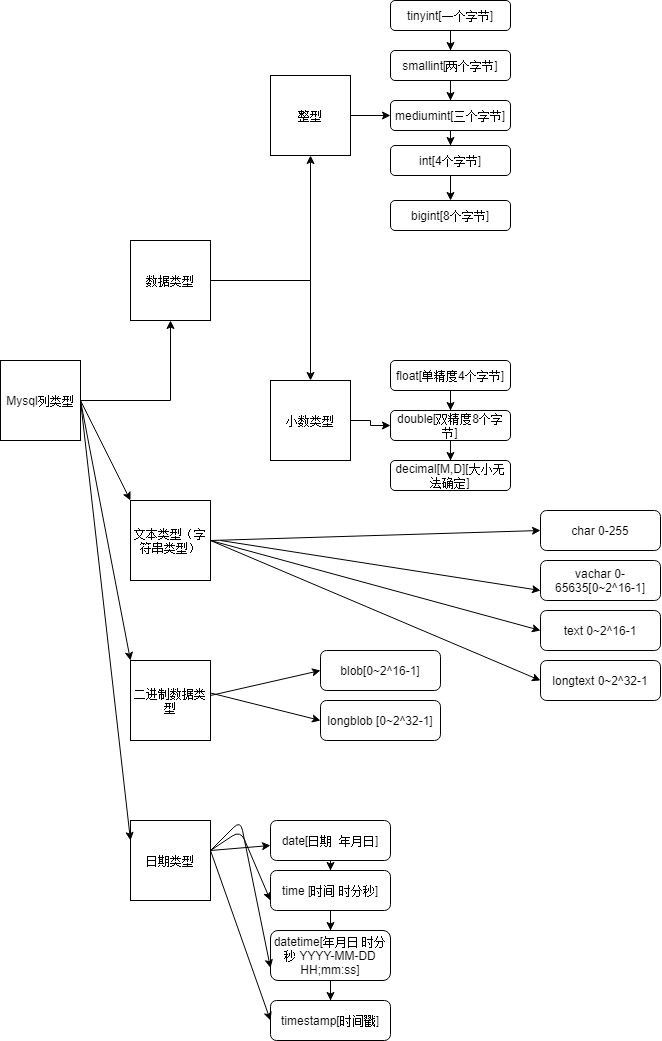 tinyint[一个字节]
smallint[两个字节]
整型
mediumint[三个字节]
int[4个字节]
bigint[8个字节]
数据类型
Mysql列类型
float[单精度4个字节]
小数类型
double[双精度8个字
节]
decimal[M,D][大小无
法确定]
文本类型（字
符串类型）
char 0-255
vachar 0-
65635[0~2^16-1]
text 0~2^16-1
longtext 0~2^32-1
二进制数据类
型
blob[0~2^16-1]
longblob [0~2^32-1]
日期类型
date[日期  年月日]
time [时间 时分秒]
datetime[年月日 时分
秒 YYYY-MM-DD
HH;mm:ss]
timestamp[时间戳]